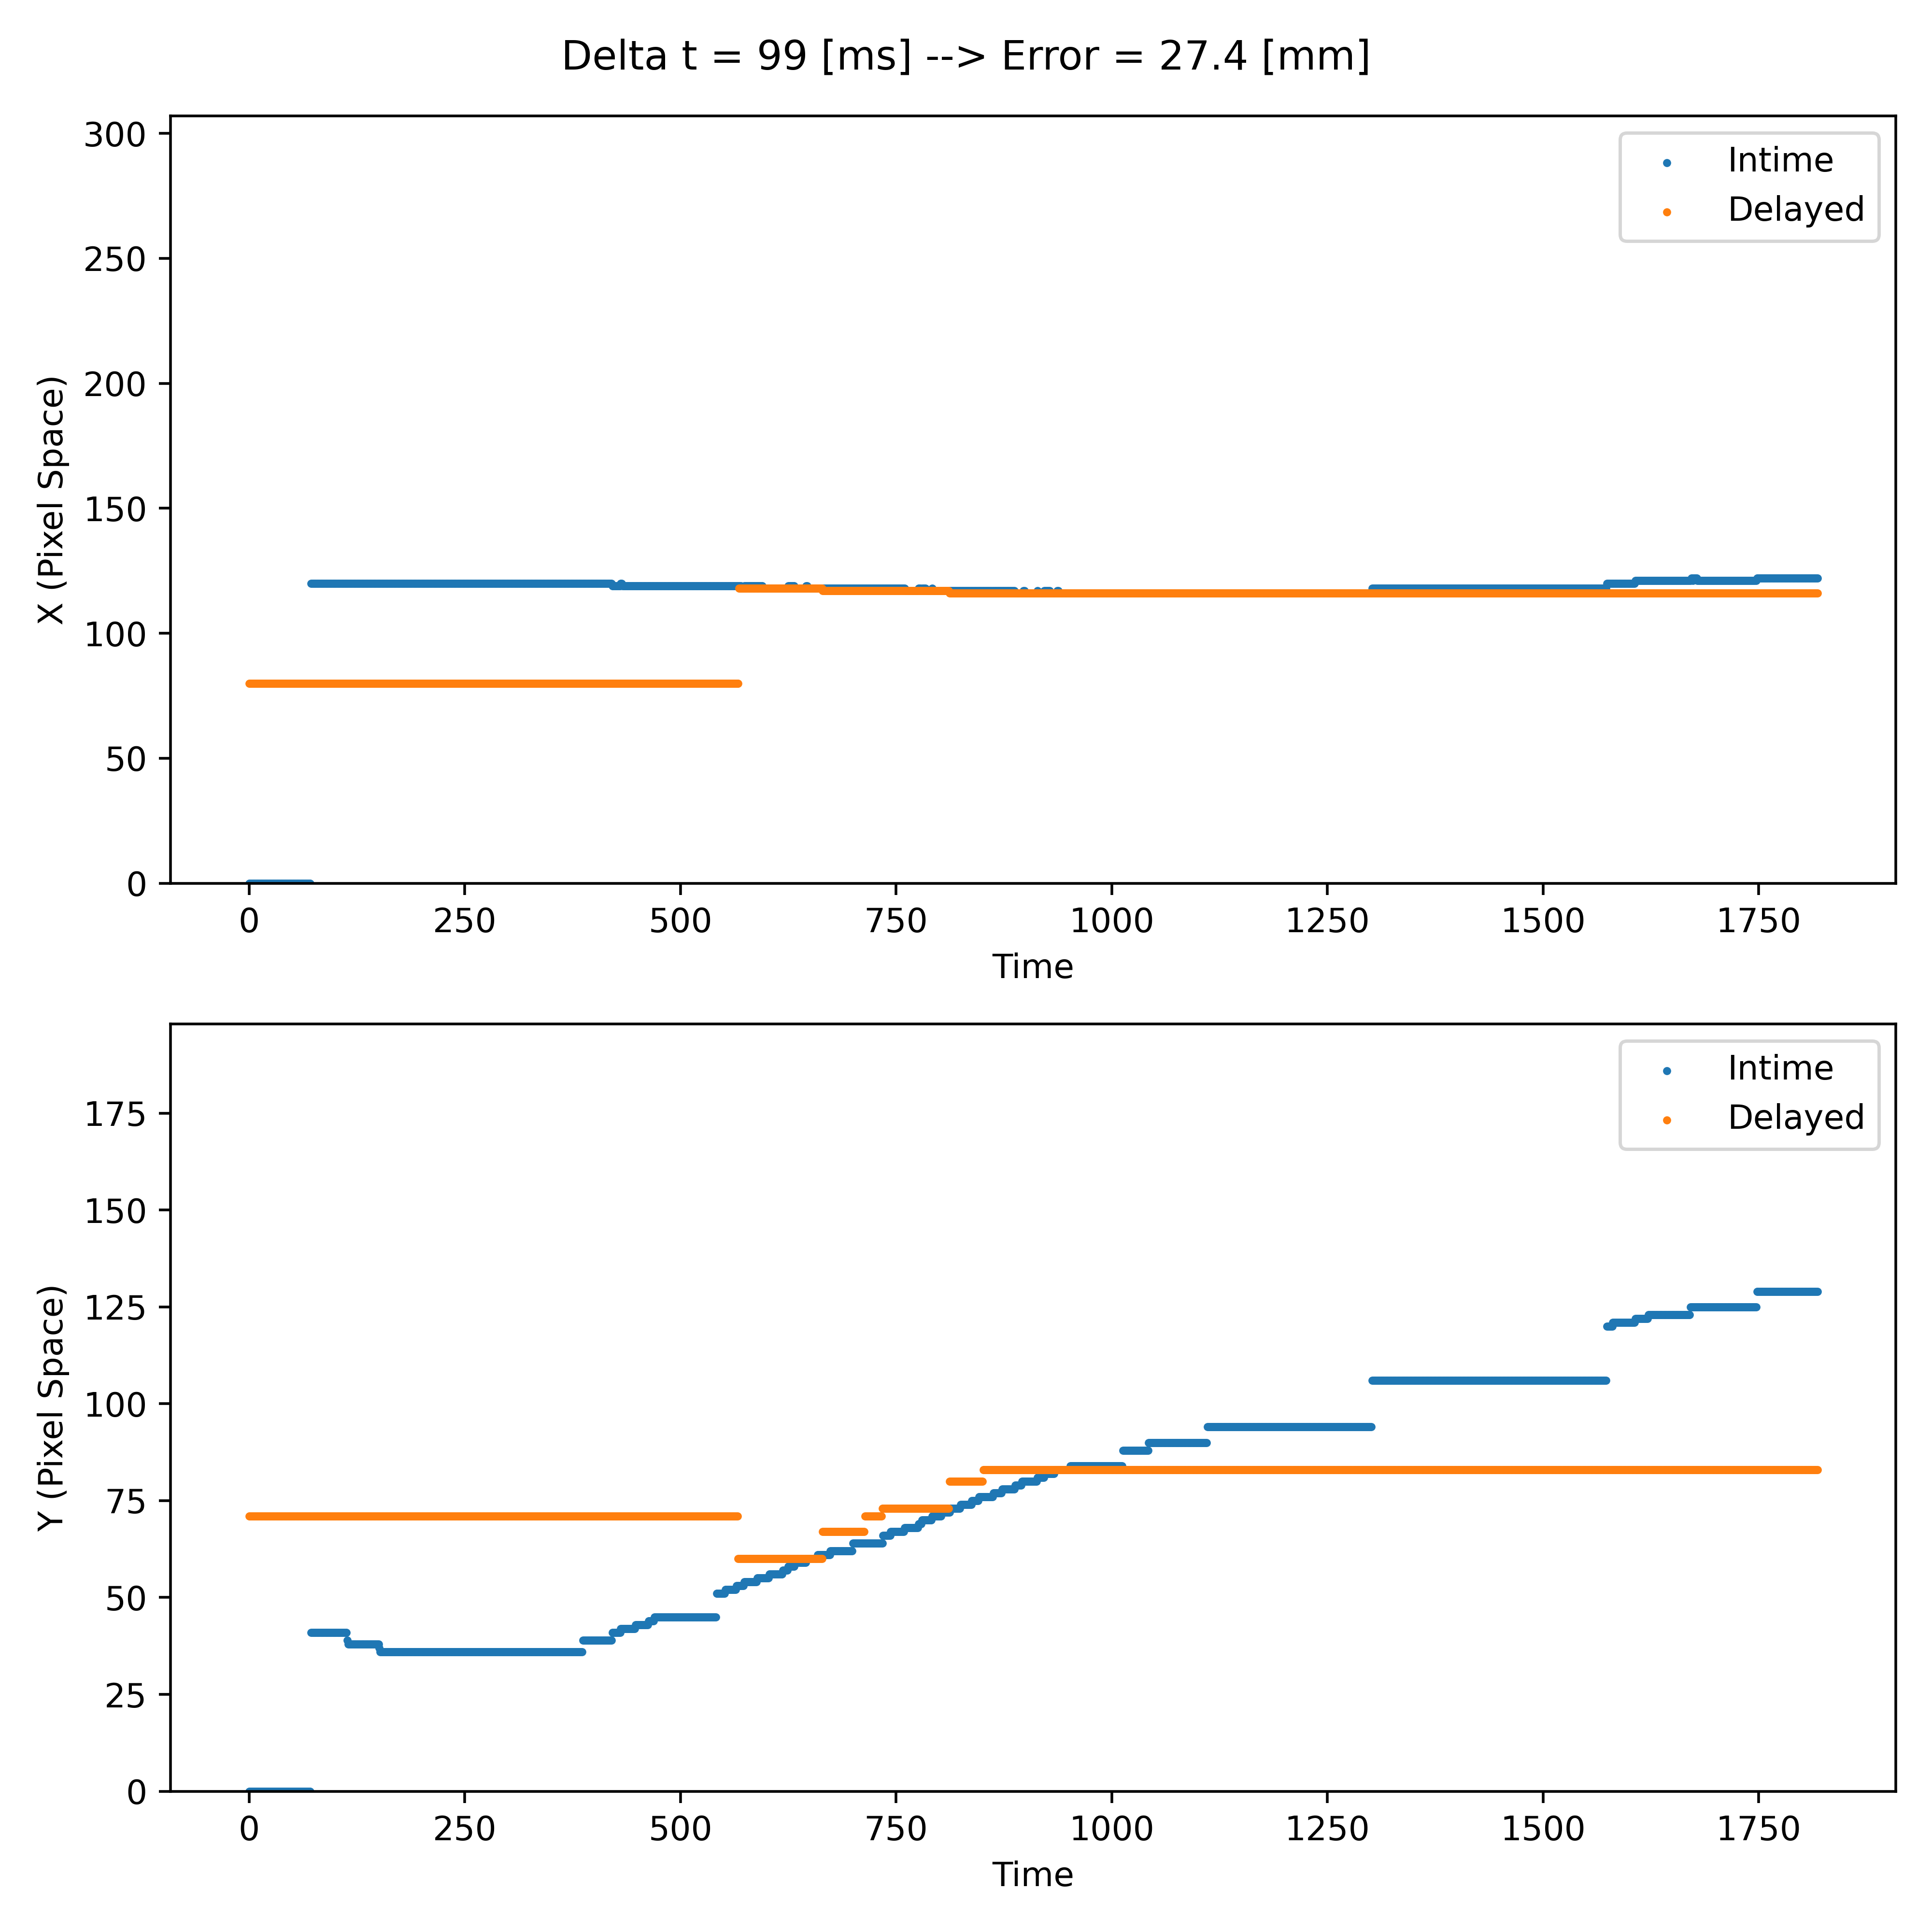 Delta t = 99 [ms] --> Error = 27.4 [mm]
300
250
200
150
100
50
0
X (Pixel Space)
Intime
Delayed
0 250 500 750 1000 1250 1500 1750
Time
175
150
125
100
75
50
25
0
Y (Pixel Space)
Intime
Delayed
0 250 500 750 1000 1250 1500 1750
Time